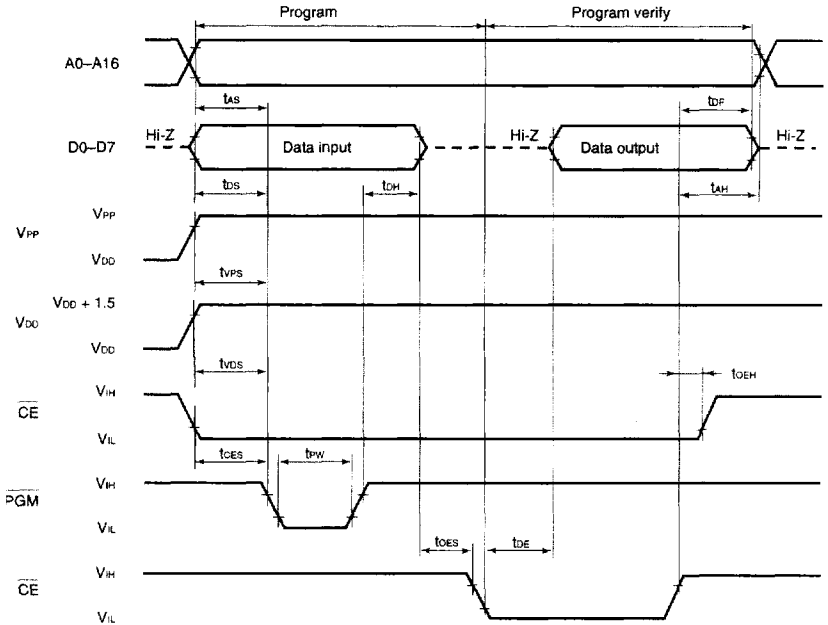 Program Program verify
A0–A16
tAS tDF
Hi-Z Hi-Z Hi-Z
D0–D7 Data input Data output
tDS tDH tAH
VPP
VPP
VDD
tVPS
VDD + 1.5
VDD
VDD
tVDS
tOEH
VIH
CE
VIL
tCES tPW
VIH
PGM
VIL
tOES tDE
VIH
CE
VIL